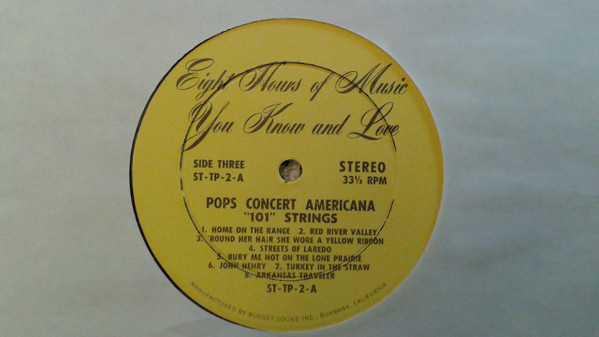 Eight Hours of Music
You Know and Love
SIDE THREE STEREO
ST-TP-2-A 33⅓ RPM
POPS CONCERT AMERICANA
"101" STRINGS
1. HOME ON THE RANGE 2. RED RIVER VALLEY
3. 'ROUND HER HAIR SHE WORE A YELLOW RIBBON
4. STREETS OF LAREDO
5. BURY ME NOT ON THE LONE PRAIRIE
6. JOHN HENRY 7. TURKEY IN THE STRAW
8. ARKANSAS TRAVELER
ST-TP-2-A
MANUFACTURED BY BUDGET SOUND INC., BURBANK, CALIFORNIA